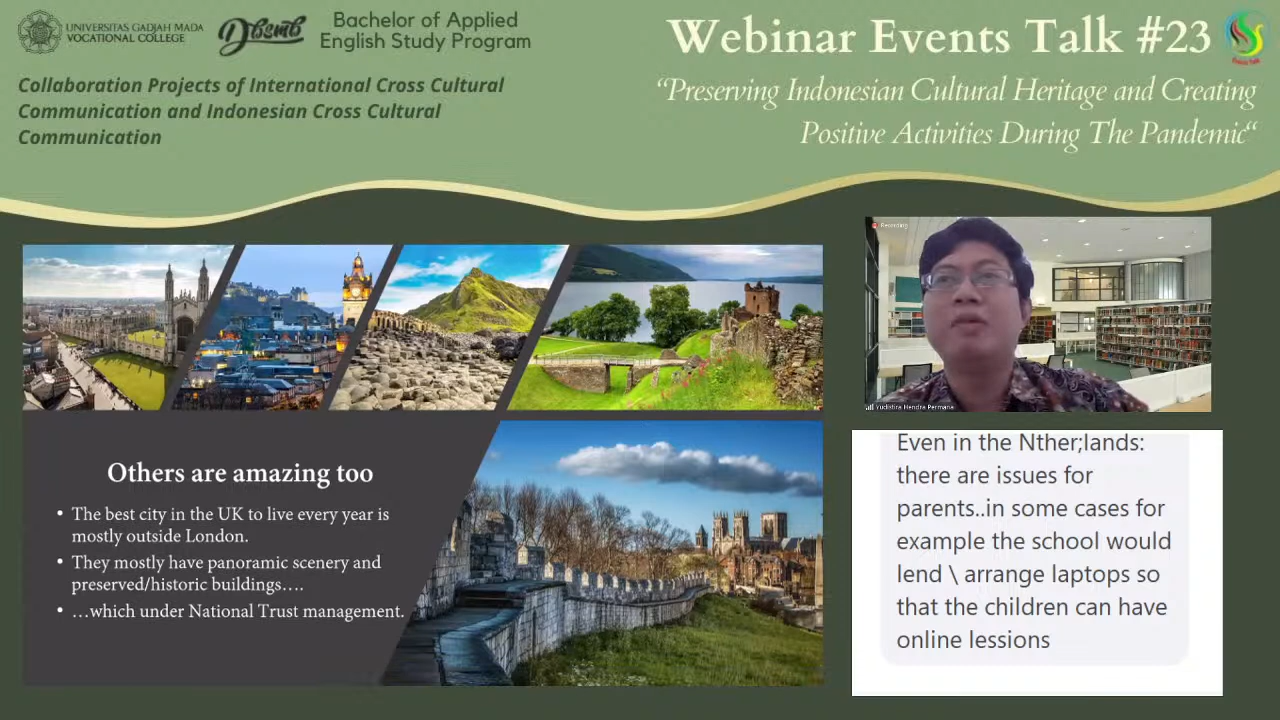 UNIVERSITAS GADJAH MADA
VOCATIONAL COLLEGE
Dbsmb
Bachelor of Applied
English Study Program
Collaboration Projects of International Cross Cultural
Communication and Indonesian Cross Cultural
Communication
Webinar Events Talk #23
“Preserving Indonesian Cultural Heritage and Creating
Positive Activities During The Pandemic“
Others are amazing too
• The best city in the UK to live every year is
mostly outside London.
• They mostly have panoramic scenery and
preserved/historic buildings….
• …which under National Trust management.
Recording
Yudistira Hendra Permana
Even in the Nther;lands:
there are issues for
parents..in some cases for
example the school would
lend \ arrange laptops so
that the children can have
online lessions